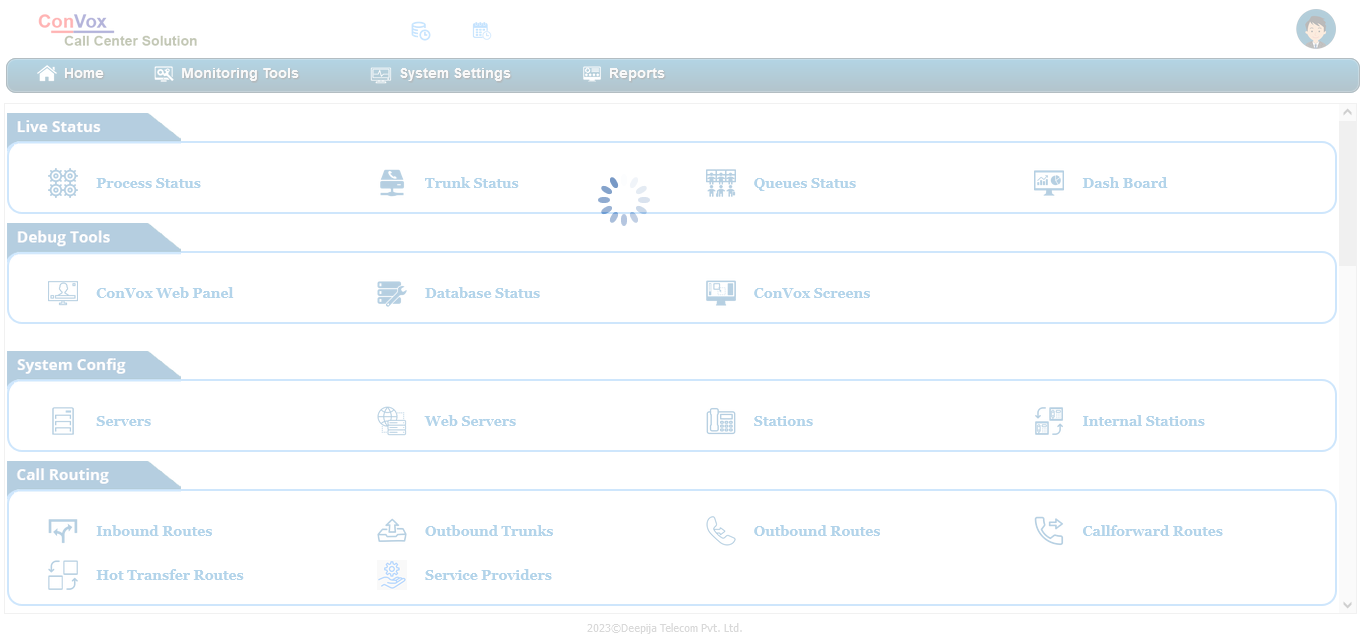 ConVox
Call Center Solution
Home Monitoring Tools System Settings Reports
Live Status
Process Status Trunk Status Queues Status Dash Board
Debug Tools
ConVox Web Panel Database Status ConVox Screens
System Config
Servers Web Servers Stations Internal Stations
Call Routing
Inbound Routes Outbound Trunks Outbound Routes Callforward Routes
Hot Transfer Routes Service Providers
2023©Deepija Telecom Pvt. Ltd.